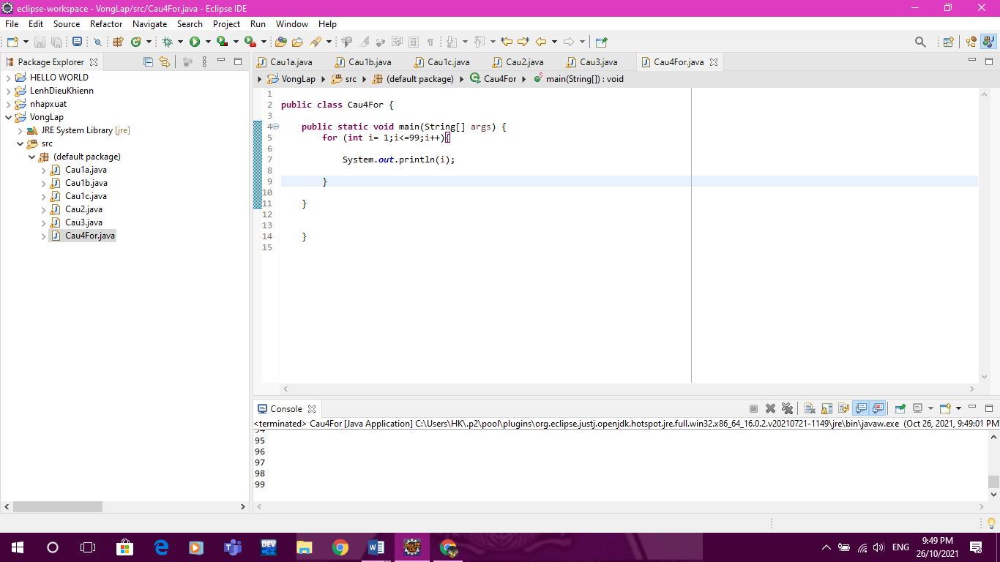 eclipse-workspace - VongLap/src/Cau4For.java - Eclipse IDE
File Edit Source Refactor Navigate Search Project Run Window Help
Package Explorer
HELLO WORLD
LenhDieuKhienn
nhapxuat
VongLap
JRE System Library [jre]
src
(default package)
Cau1a.java
Cau1b.java
Cau1c.java
Cau2.java
Cau3.java
Cau4For.java
Cau1a.java Cau1b.java Cau1c.java Cau2.java Cau3.java Cau4For.java
VongLap src (default package) Cau4For main(String[]) : void
1
2 public class Cau4For {
3
4 public static void main(String[] args) {
5 for (int i= 1;i<=99;i++){
6
7 System.out.println(i);
8
9 }
10
11 }
12
13
14 }
15
Console
<terminated> Cau4For [Java Application] C:\Users\HK\.p2\pool\plugins\org.eclipse.justj.openjdk.hotspot.jre.full.win32.x86_64_16.0.2.v20210721-1149\jre\bin\javaw.exe (Oct 26, 2021, 9:49:01 PM
94
95
96
97
98
99
DEV
ENG
9:49 PM
26/10/2021